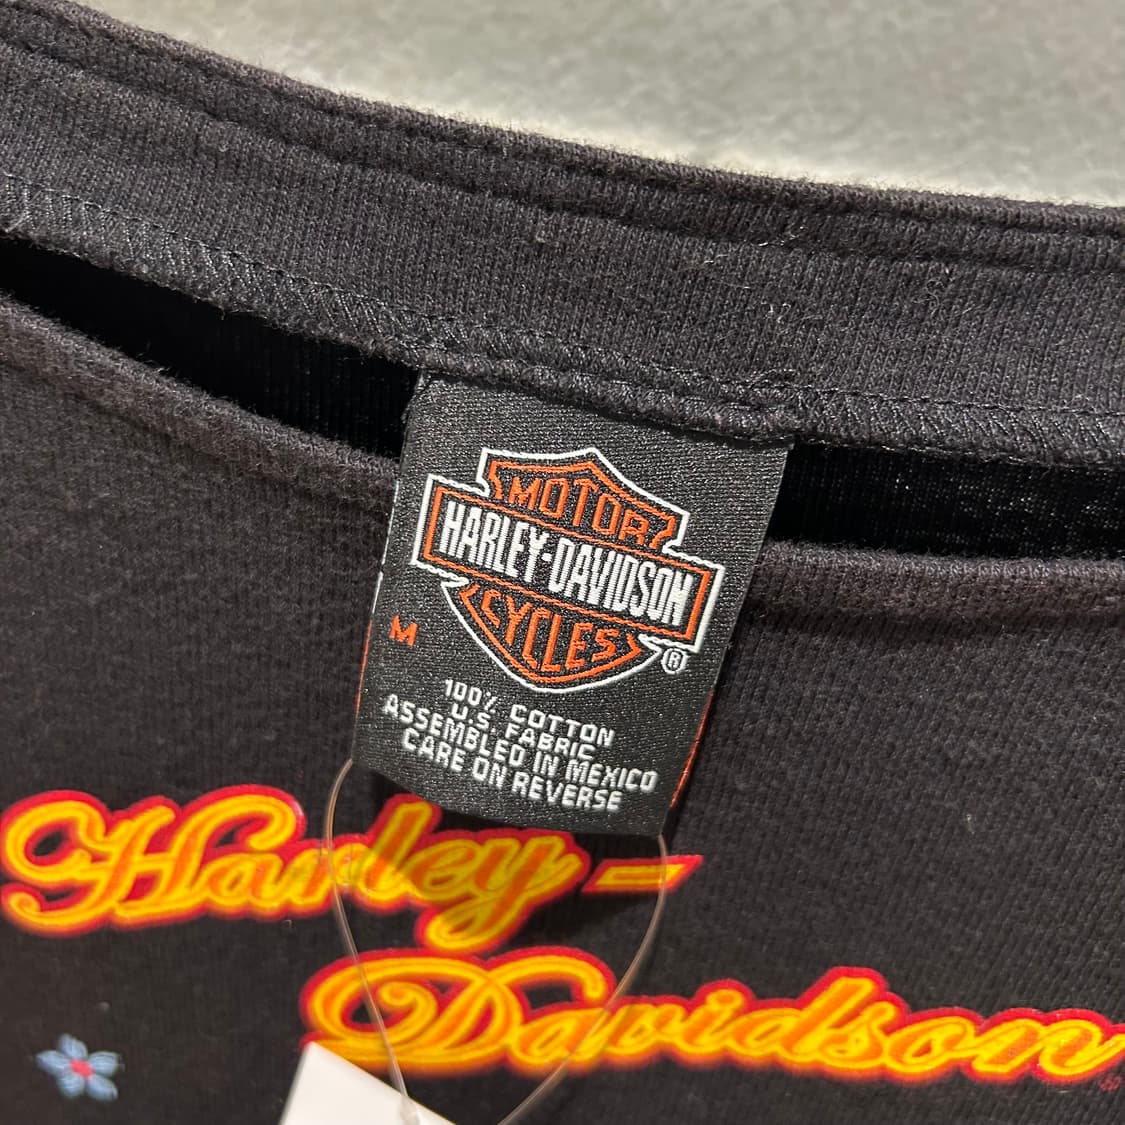 MOTOR
HARLEY-DAVIDSON
CYCLES
®
M
100% COTTON
U.S. FABRIC
ASSEMBLED IN MEXICO
CARE ON REVERSE
Harley-
Davidson